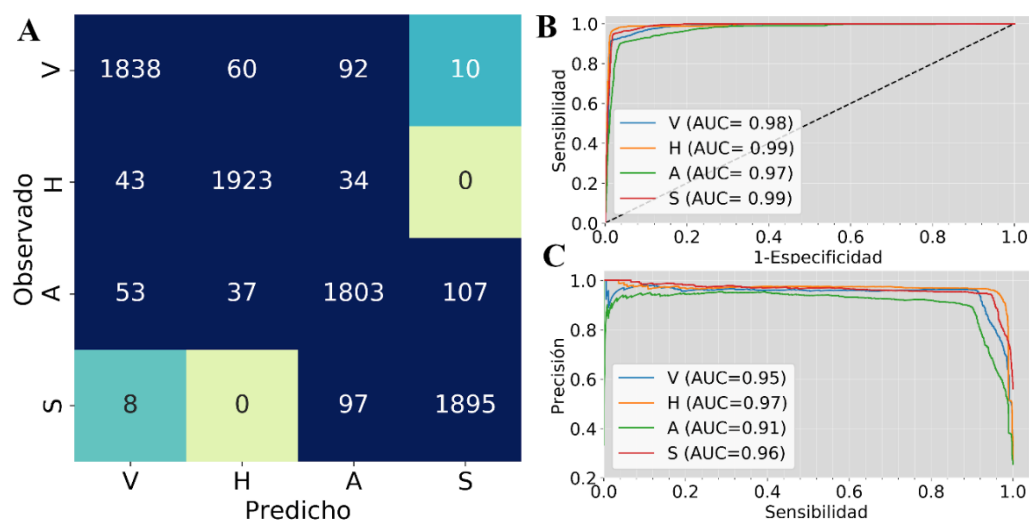 A
Observado
V
1838 60 92 10
H
43 1923 34 0
A
53 37 1803 107
S
8 0 97 1895
V H A S
Predicho
B
Sensibilidad
1.0
0.8
0.6
0.4
0.2
0.0
V (AUC= 0.98)
H (AUC= 0.99)
A (AUC= 0.97)
S (AUC= 0.99)
0.0 0.2 0.4 0.6 0.8 1.0
1-Especificidad
C
Precisión
1.0
0.8
0.6
0.4
0.2
V (AUC=0.95)
H (AUC=0.97)
A (AUC=0.91)
S (AUC=0.96)
0.0 0.2 0.4 0.6 0.8 1.0
Sensibilidad